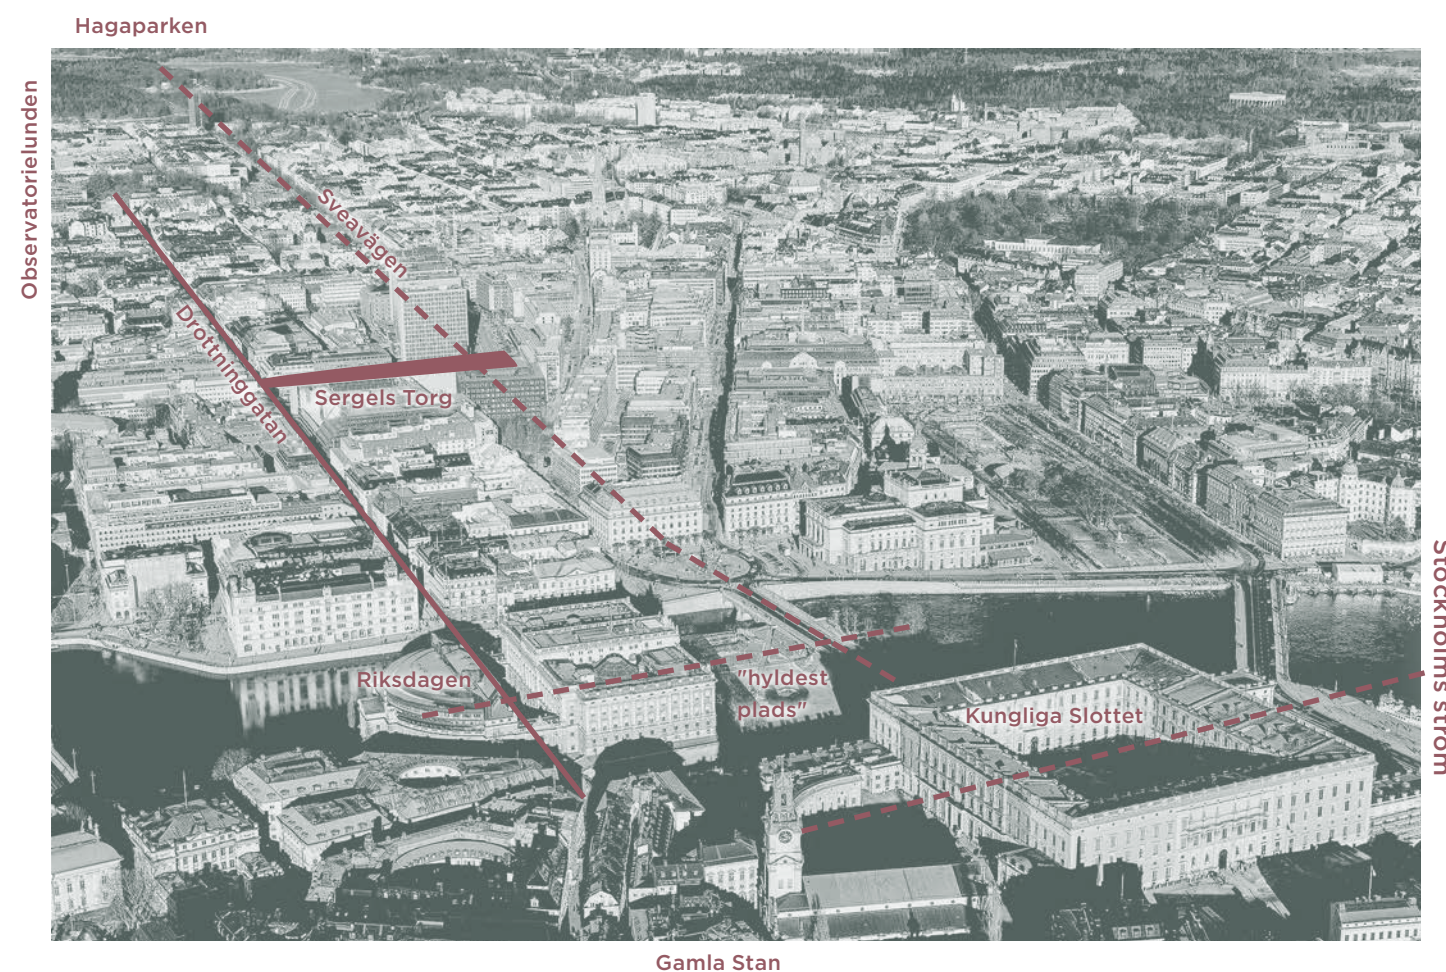 Hagaparken
Observatorielunden
Sveavägen
Drottninggatan
Sergels Torg
Riksdagen
"hyldest
plads"
Kungliga Slottet
Stockholms ström
Gamla Stan